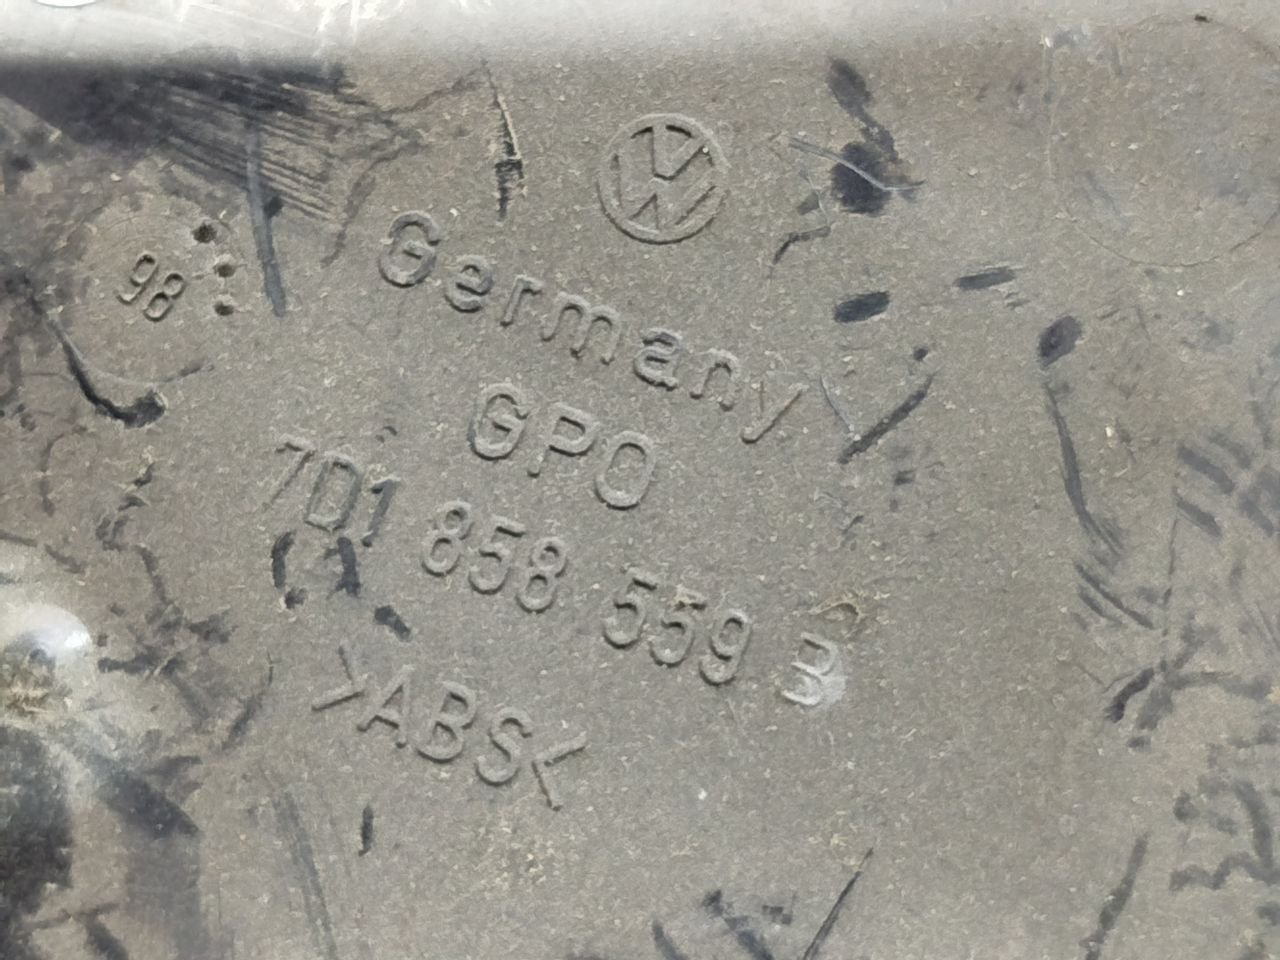 98
Germany
GPO
7D1 858 559 B
>ABS<